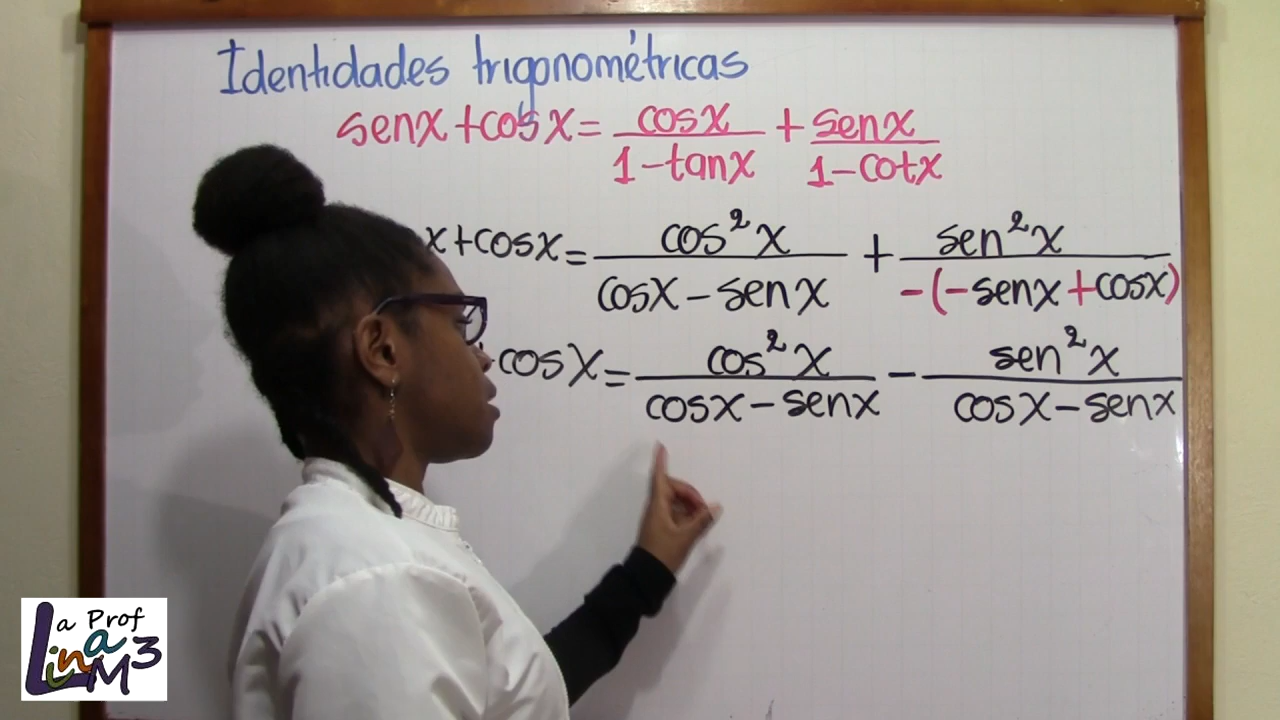 Identidades trigonométricas
senx + cosx = cosx/1-tanx + senx/1-cotx
x + cosx = cos²x/cosx - senx + sen²x/-(-senx + cosx)
+ cosx = cos²x/cosx - senx - sen²x/cosx - senx
La Prof
Lina
M3